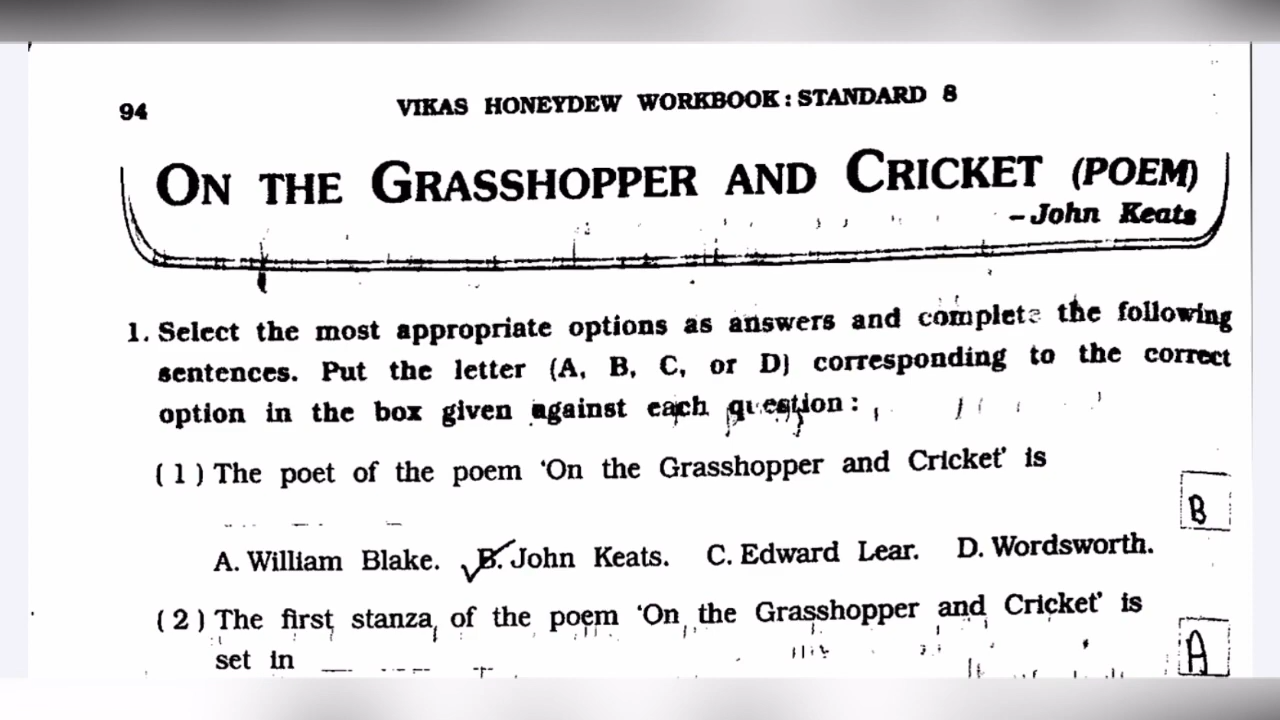 94 VIKAS HONEYDEW WORKBOOK : STANDARD 8
ON THE GRASSHOPPER AND CRICKET (POEM)
– John Keats
1. Select the most appropriate options as answers and complete the following
sentences. Put the letter (A, B, C, or D) corresponding to the correct
option in the box given against each question :
( 1 ) The poet of the poem ‘On the Grasshopper and Cricket’ is
B
A. William Blake. B. John Keats. C. Edward Lear. D. Wordsworth.
( 2 ) The first stanza of the poem ‘On the Grasshopper and Cricket’ is
set in
A